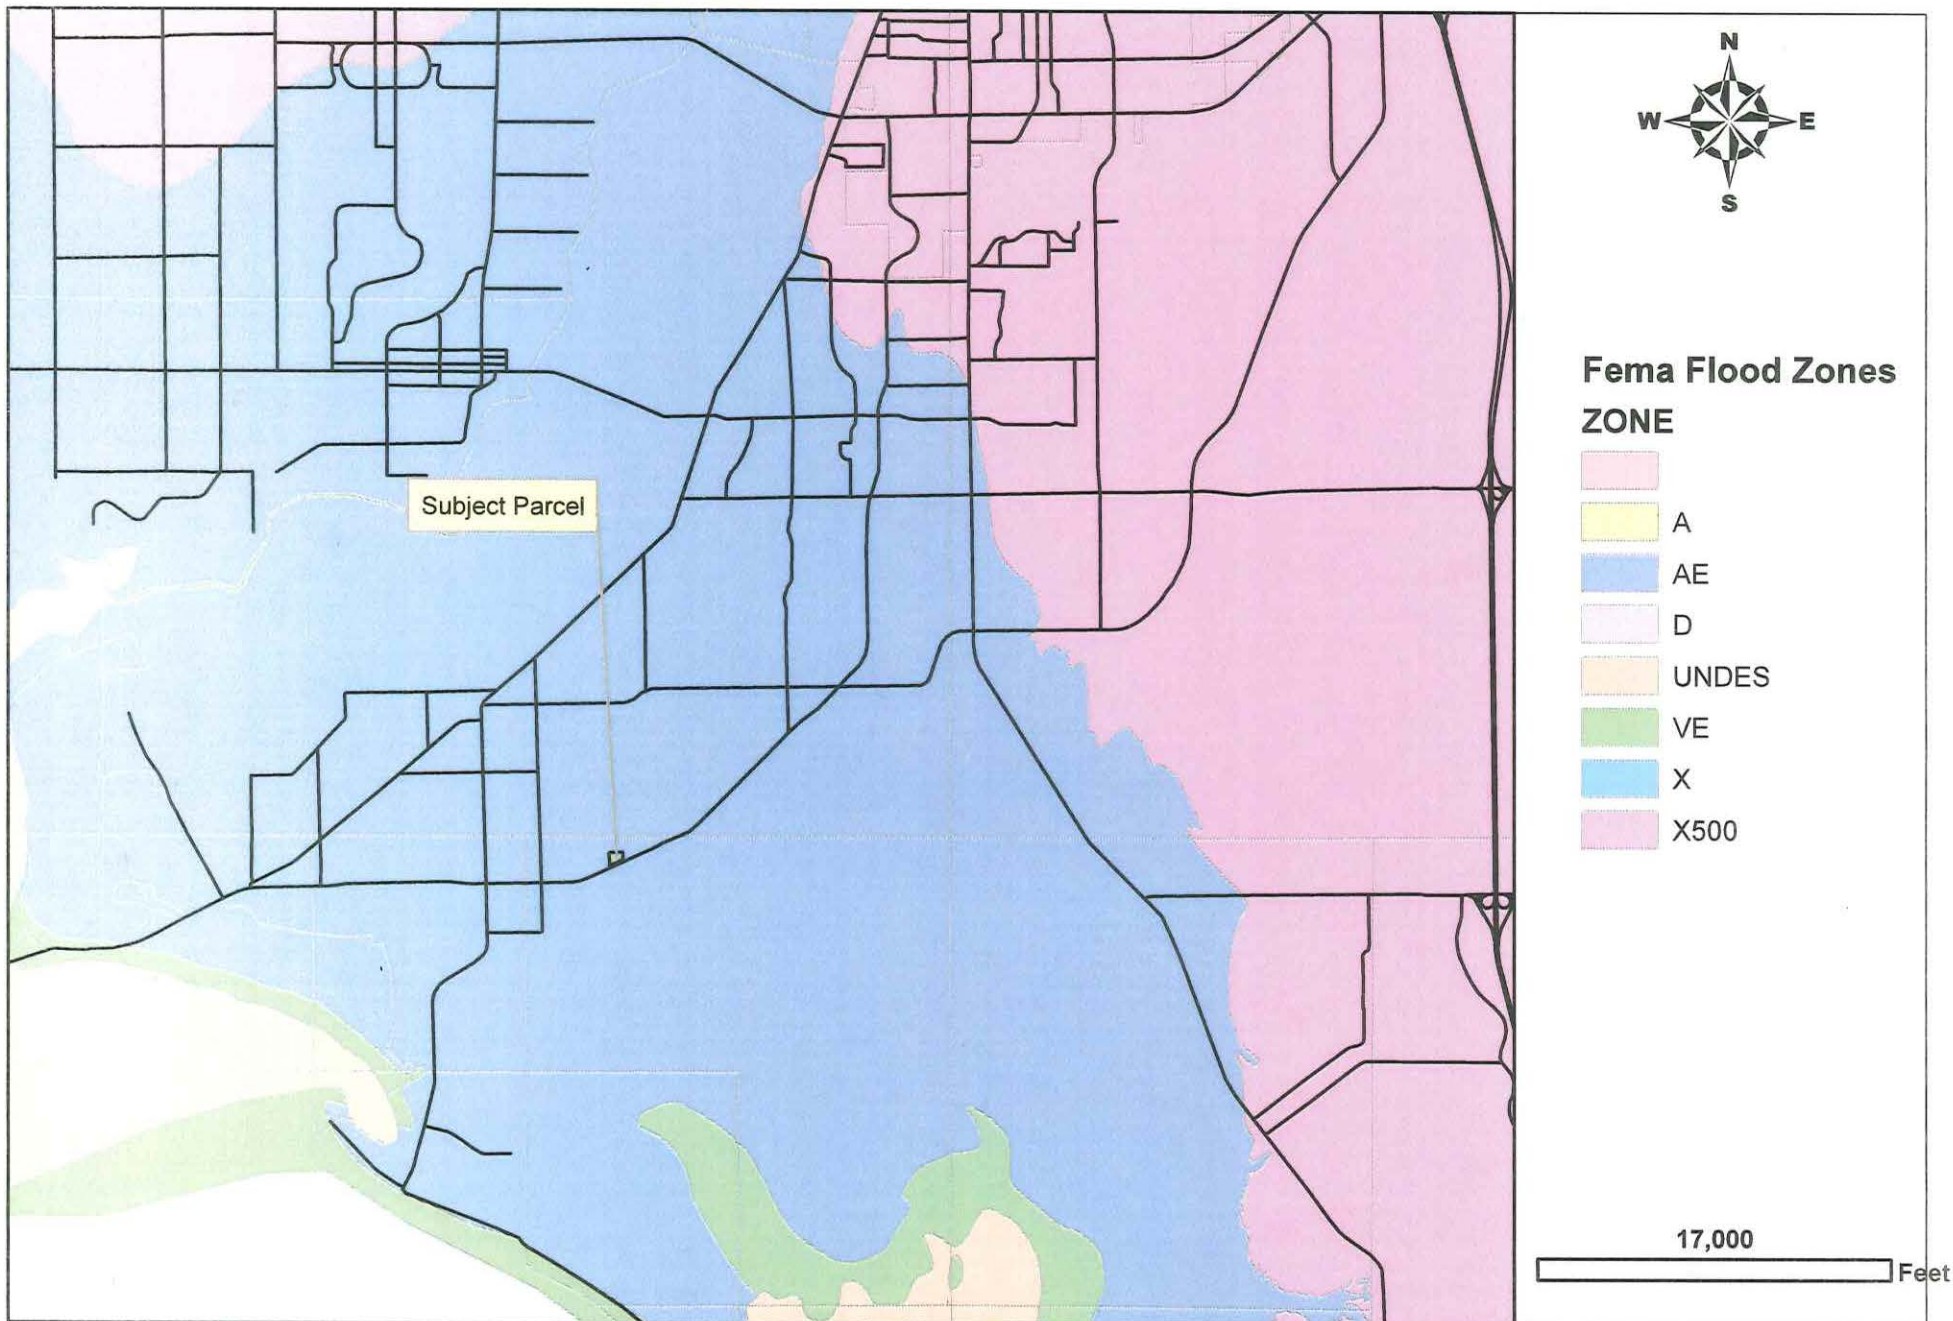 N
W E
S
Fema Flood Zones
ZONE
A
AE
D
UNDES
VE
X
X500
Subject Parcel
17,000
Feet